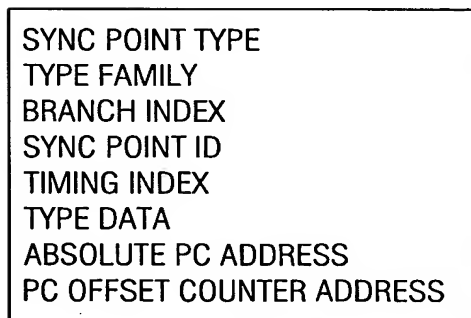 SYNC POINT TYPE
TYPE FAMILY
BRANCH INDEX
SYNC POINT ID
TIMING INDEX
TYPE DATA
ABSOLUTE PC ADDRESS
PC OFFSET COUNTER ADDRESS